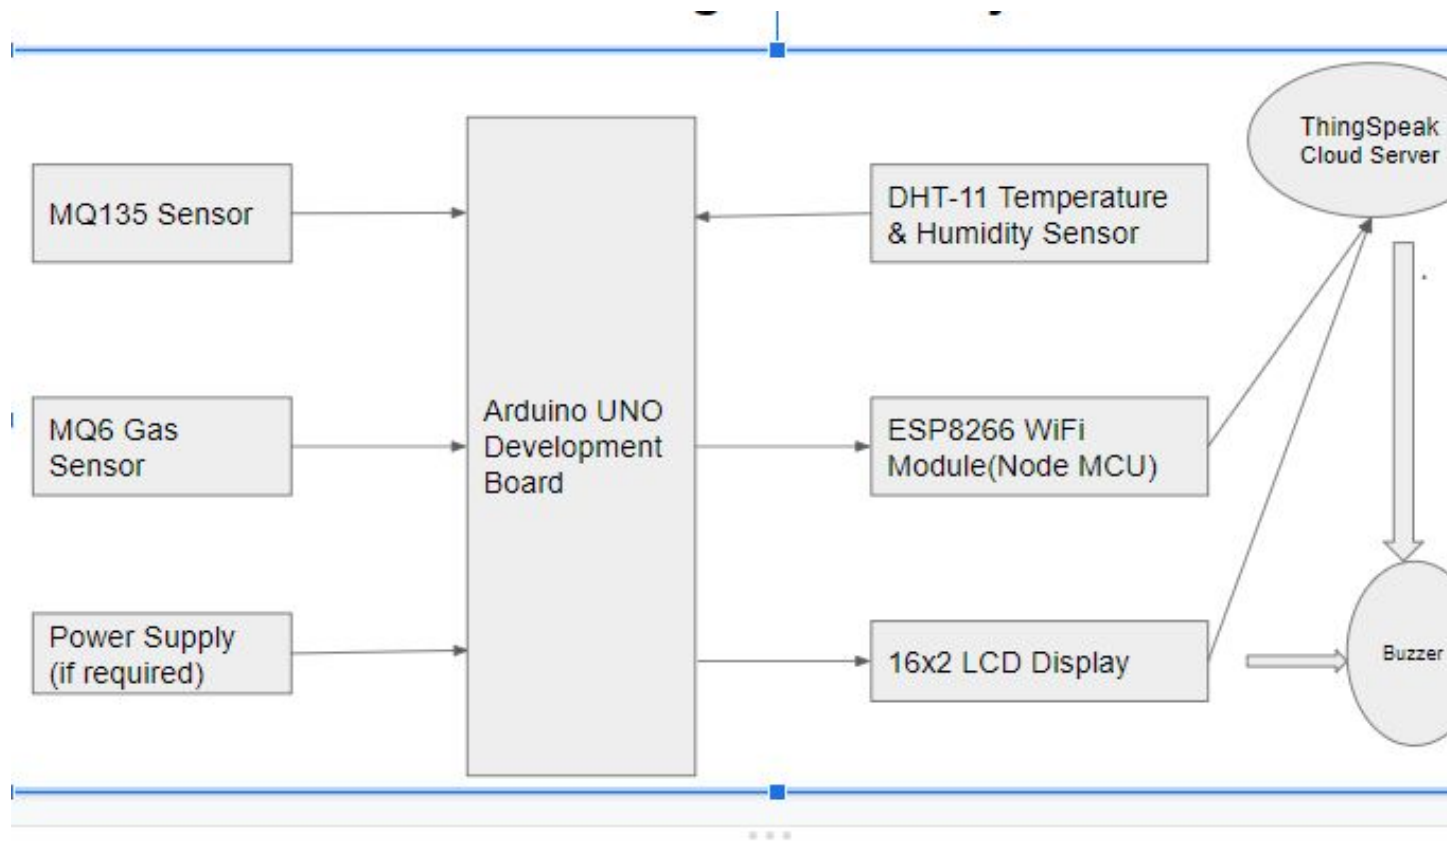 ThingSpeak
Cloud Server
MQ135 Sensor
DHT-11 Temperature
& Humidity Sensor
MQ6 Gas
Sensor
Arduino UNO
Development
Board
ESP8266 WiFi
Module(Node MCU)
Power Supply
(if required)
16x2 LCD Display
Buzzer